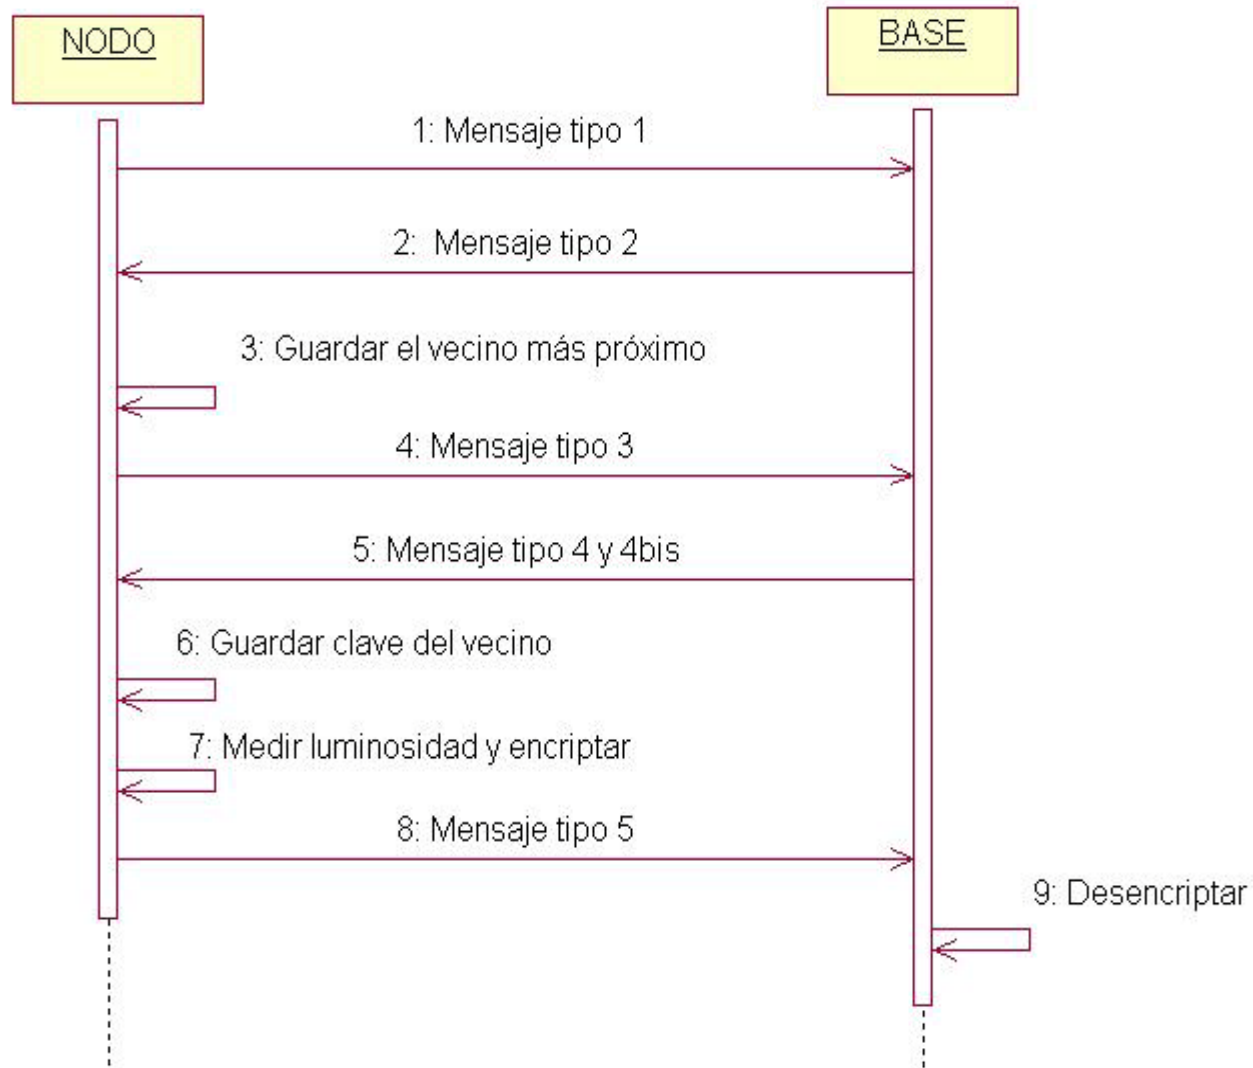 NODO
BASE
1: Mensaje tipo 1
2: Mensaje tipo 2
3: Guardar el vecino más próximo
4: Mensaje tipo 3
5: Mensaje tipo 4 y 4bis
6: Guardar clave del vecino
7: Medir luminosidad y encriptar
8: Mensaje tipo 5
9: Desencriptar